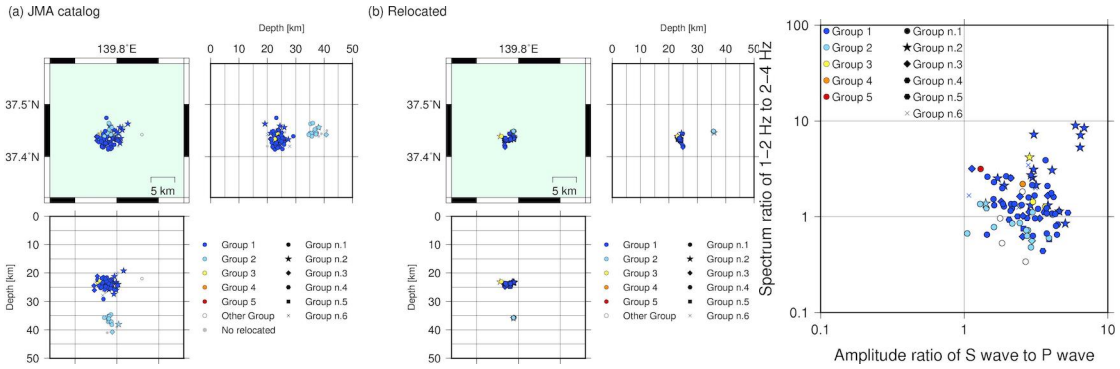 (a) JMA catalog
139.8˚E
37.5˚N
37.4˚N
5 km
Depth [km]
0 10 20 30 40 50
Depth [km]
0
10
20
30
40
50
Group 1
Group 2
Group 3
Group 4
Group 5
Other Group
No relocated
Group n.1
Group n.2
Group n.3
Group n.4
Group n.5
Group n.6
(b) Relocated
139.8˚E
37.5˚N
37.4˚N
5 km
Depth [km]
0 10 20 30 40 50
Depth [km]
0
10
20
30
40
50
Group 1
Group 2
Group 3
Group 4
Group 5
Other Group
Group n.1
Group n.2
Group n.3
Group n.4
Group n.5
Group n.6
Spectrum ratio of 1−2 Hz to 2−4 Hz
100
10
1
0.1
Group 1
Group 2
Group 3
Group 4
Group 5
Group n.1
Group n.2
Group n.3
Group n.4
Group n.5
Group n.6
0.1 1 10
Amplitude ratio of S wave to P wave